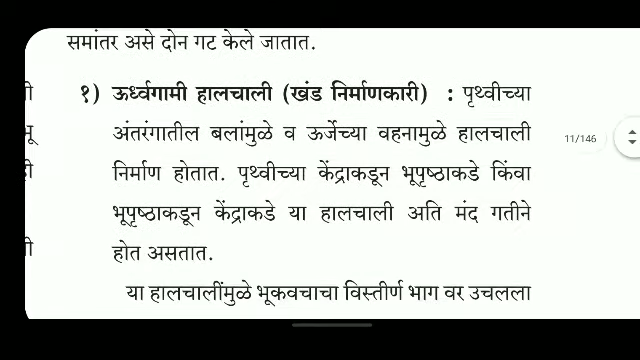 समांतर असे दोन गट केले जातात.
१) ऊर्ध्वगामी हालचाली (खंड निर्माणकारी) : पृथ्वीच्या
अंतरंगातील बलांमुळे व ऊर्जेच्या वहनामुळे हालचाली
निर्माण होतात. पृथ्वीच्या केंद्राकडून भूपृष्ठाकडे किंवा
भूपृष्ठाकडून केंद्राकडे या हालचाली अति मंद गतीने
होत असतात.
या हालचालींमुळे भूकवचाचा विस्तीर्ण भाग वर उचलला
11/146